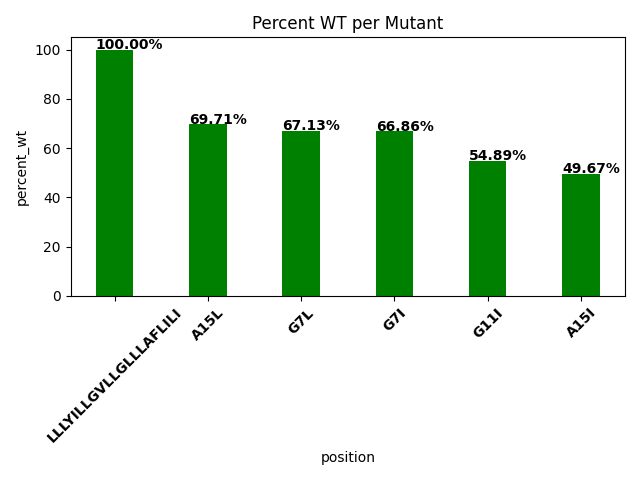 Percent WT per Mutant
percent_wt
100
80
60
40
20
0
100.00%
69.71%
67.13%
66.86%
54.89%
49.67%
LLLYILLGVLLGLLLAFLILI
A15L
G7L
G7I
G11I
A15I
position